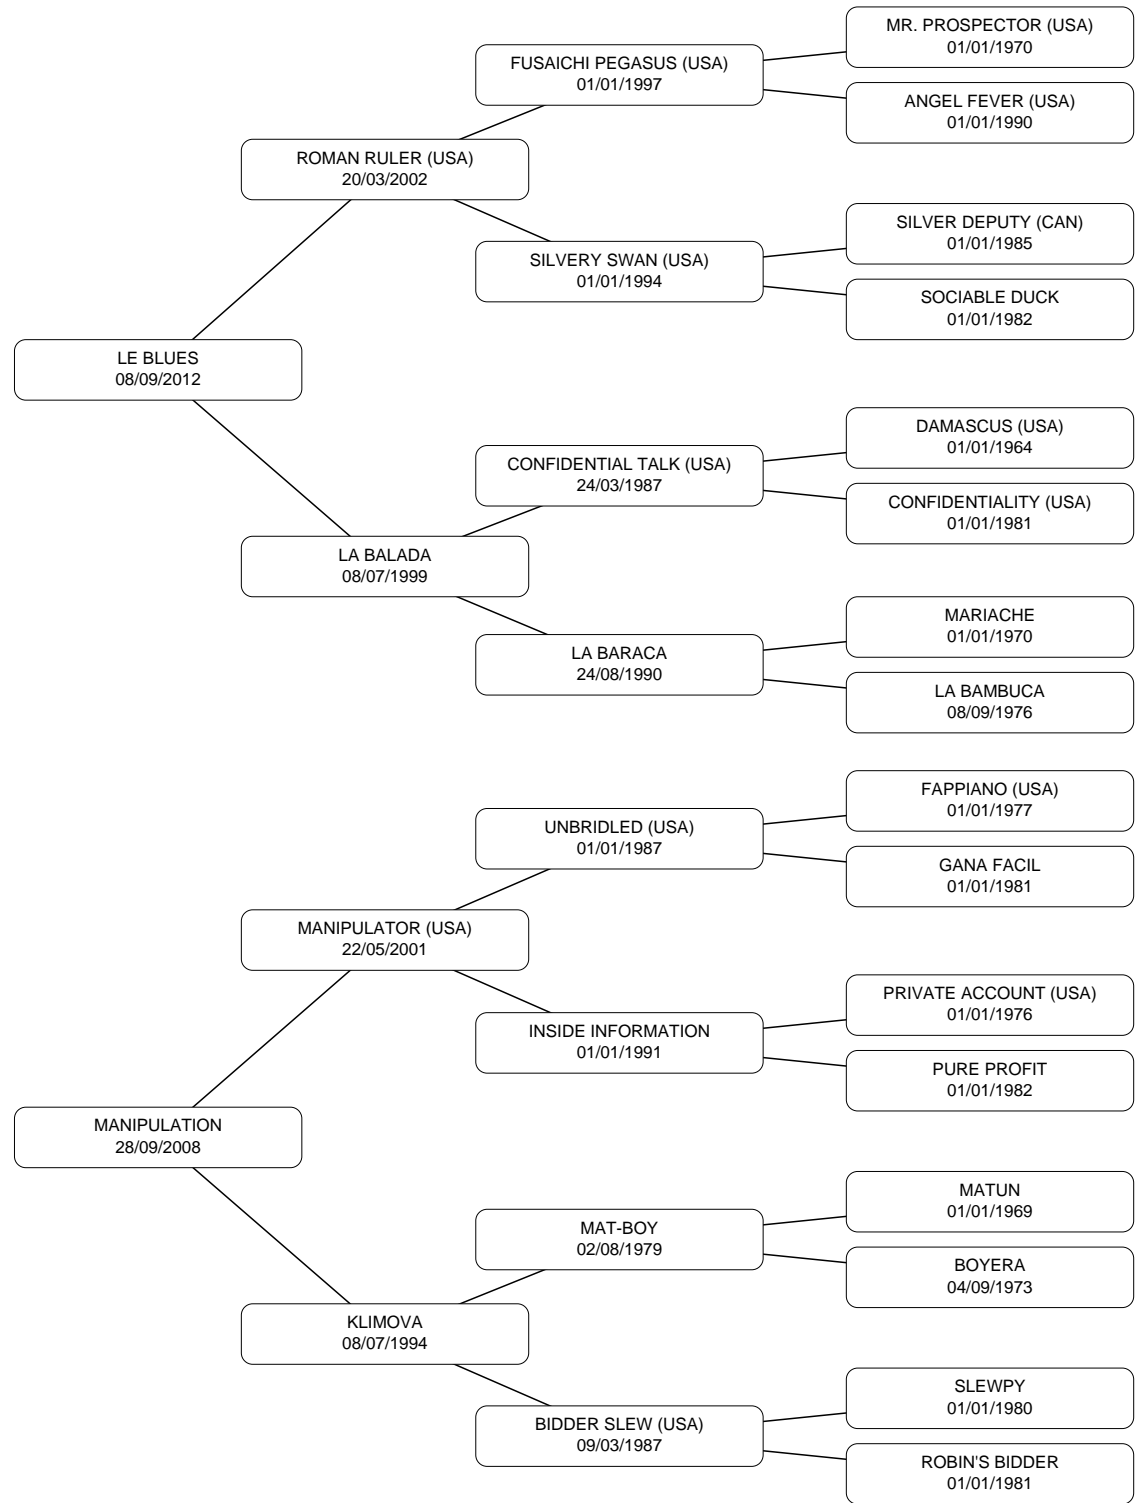 MR. PROSPECTOR (USA)
01/01/1970
FUSAICHI PEGASUS (USA)
01/01/1997
ANGEL FEVER (USA)
01/01/1990
ROMAN RULER (USA)
20/03/2002
SILVER DEPUTY (CAN)
01/01/1985
SILVERY SWAN (USA)
01/01/1994
SOCIABLE DUCK
01/01/1982
LE BLUES
08/09/2012
DAMASCUS (USA)
01/01/1964
CONFIDENTIAL TALK (USA)
24/03/1987
CONFIDENTIALITY (USA)
01/01/1981
LA BALADA
08/07/1999
MARIACHE
01/01/1970
LA BARACA
24/08/1990
LA BAMBUCA
08/09/1976
FAPPIANO (USA)
01/01/1977
UNBRIDLED (USA)
01/01/1987
GANA FACIL
01/01/1981
MANIPULATOR (USA)
22/05/2001
PRIVATE ACCOUNT (USA)
01/01/1976
INSIDE INFORMATION
01/01/1991
PURE PROFIT
01/01/1982
MANIPULATION
28/09/2008
MATUN
01/01/1969
MAT-BOY
02/08/1979
BOYERA
04/09/1973
KLIMOVA
08/07/1994
SLEWPY
01/01/1980
BIDDER SLEW (USA)
09/03/1987
ROBIN'S BIDDER
01/01/1981